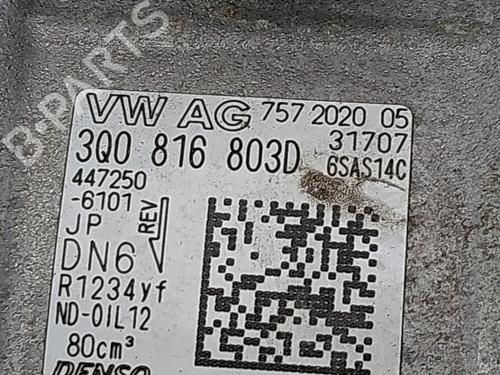 B-PARTS
VW AG 757 2020 05
3Q0 816 803D 31707
6SAS14C
447250
-6101
REV
JP
DN6
R1234yf
ND-OIL12
80cm³
DENSO